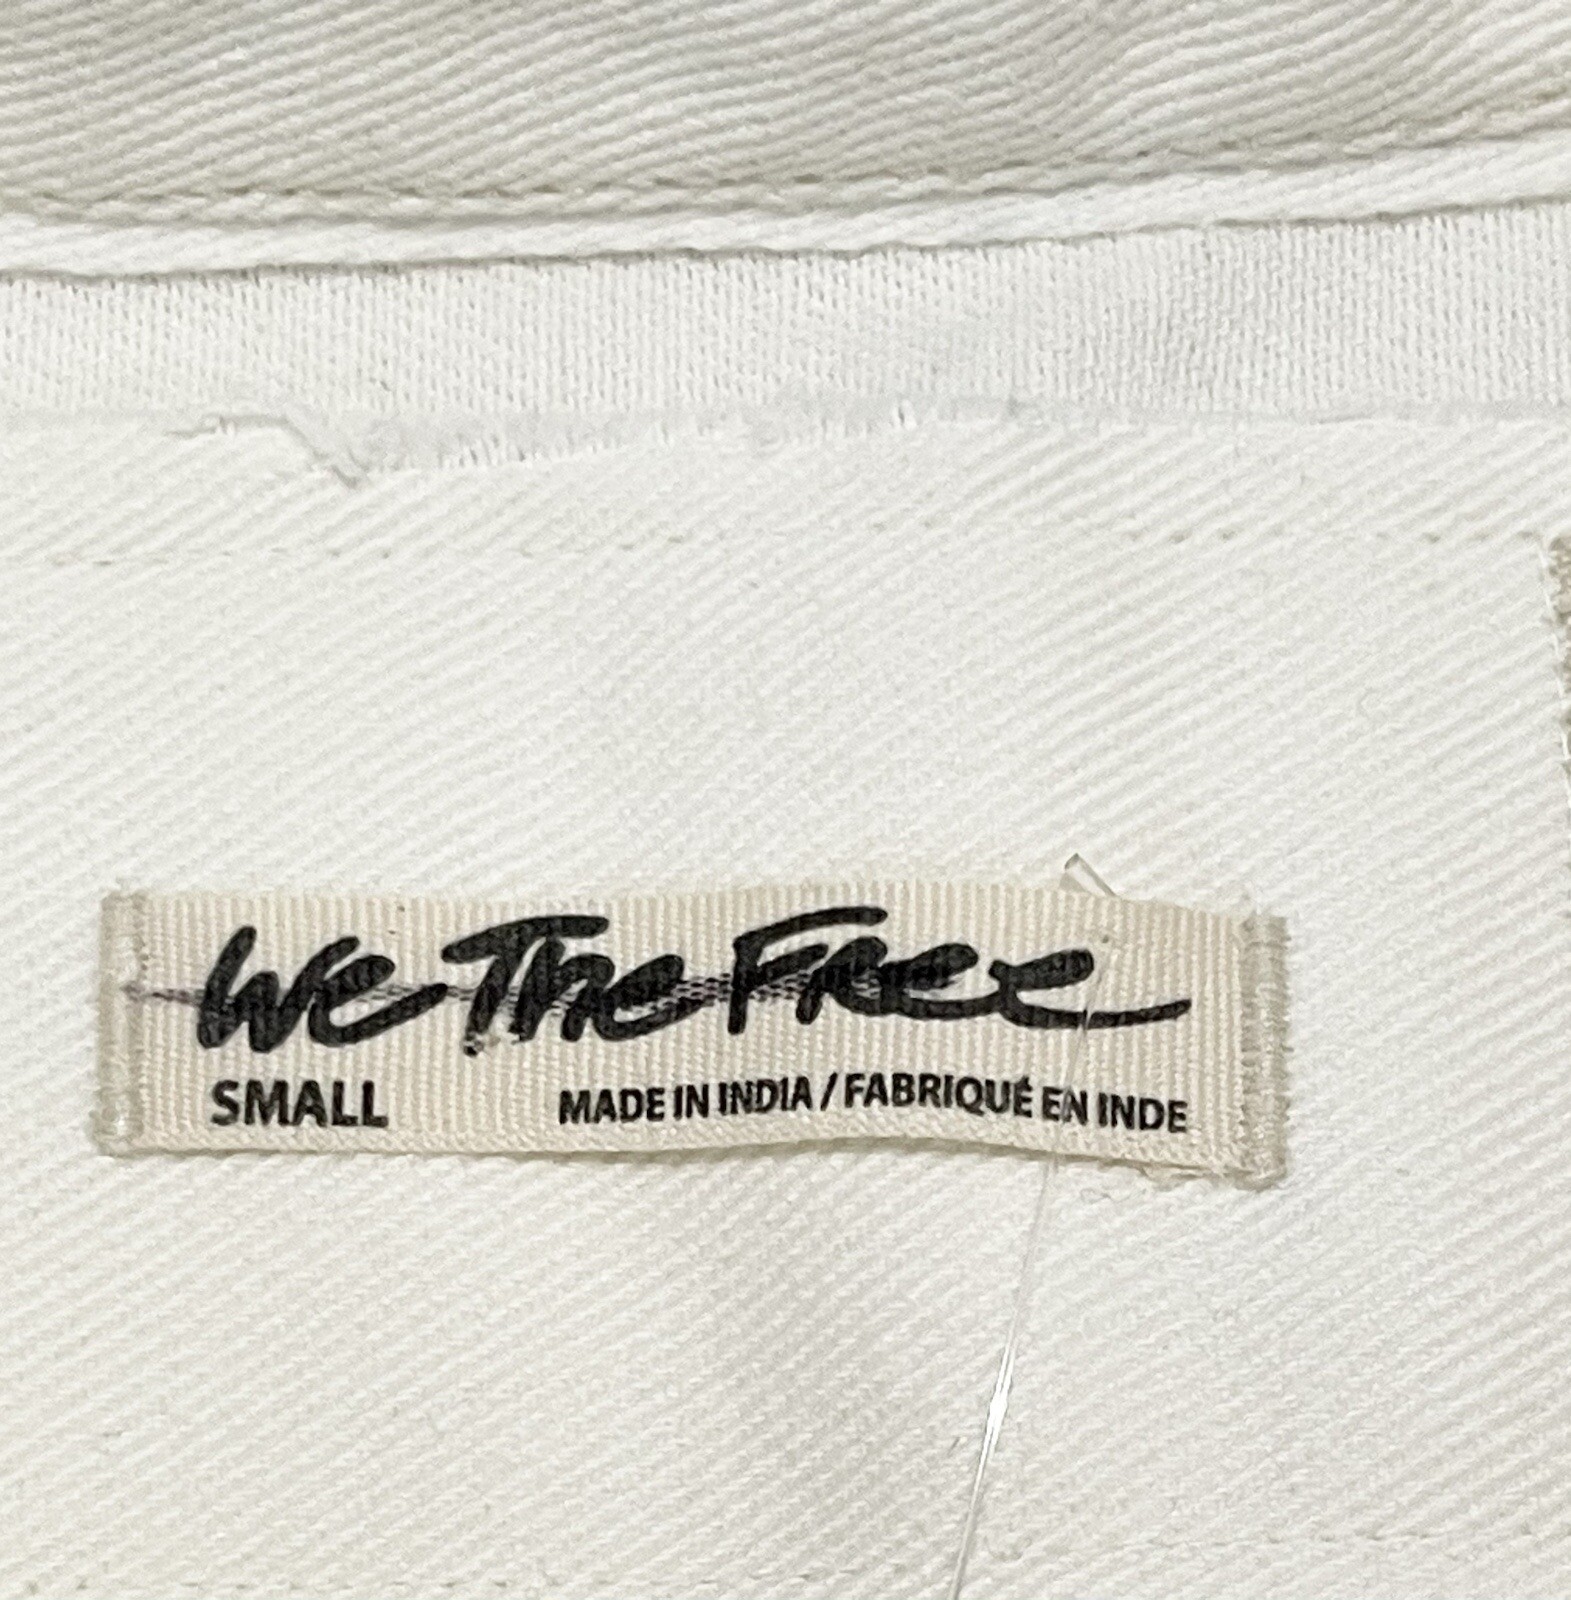 We The Free
SMALL
MADE IN INDIA / FABRIQUÉ EN INDE